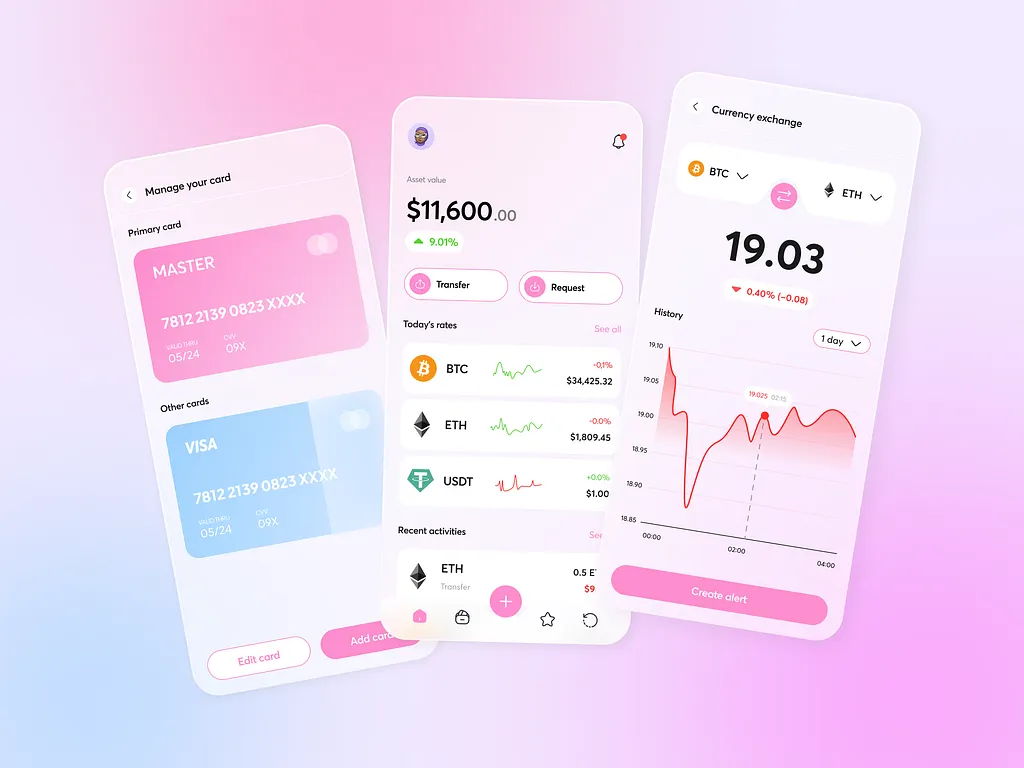 Manage your card
Primary card
MASTER
7812 2139 0823 XXXX
VALID THRU
05/24
CVV
09X
Other cards
VISA
7812 2139 0823 XXXX
VALID THRU
05/24
CVV
09X
Edit card
Add card
Asset value
$11,600.00
9.01%
Transfer
Request
Today's rates
See all
BTC
-0,1%
$34,425.32
ETH
-0.0%
$1,809.45
USDT
+0.0%
$1.00
Recent activities
See
ETH
Transfer
0.5 ET
$9
Currency exchange
BTC
ETH
19.03
0.40% (-0.08)
History
1 day
19.10
19.05
19.00
18.95
18.90
18.85
19.025 02:15
00:00
02:00
04:00
Create alert